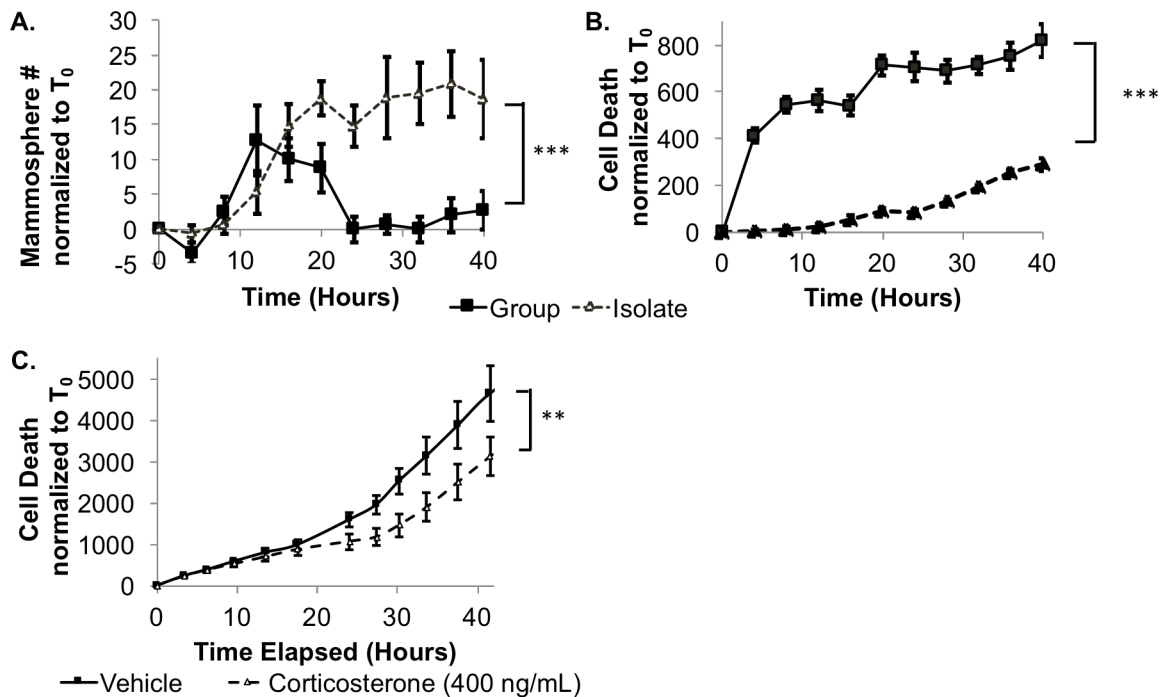 A.
Mammosphere #
normalized to T0
30
25
20
15
10
5
0
-5
0 10 20 30 40
Time (Hours)
***
B.
Cell Death
normalized to T0
800
600
400
200
0
0 10 20 30 40
Time (Hours)
***
Group Isolate
C.
Cell Death
normalized to T0
5000
4000
3000
2000
1000
0
0 10 20 30 40
Time Elapsed (Hours)
**
Vehicle Corticosterone (400 ng/mL)